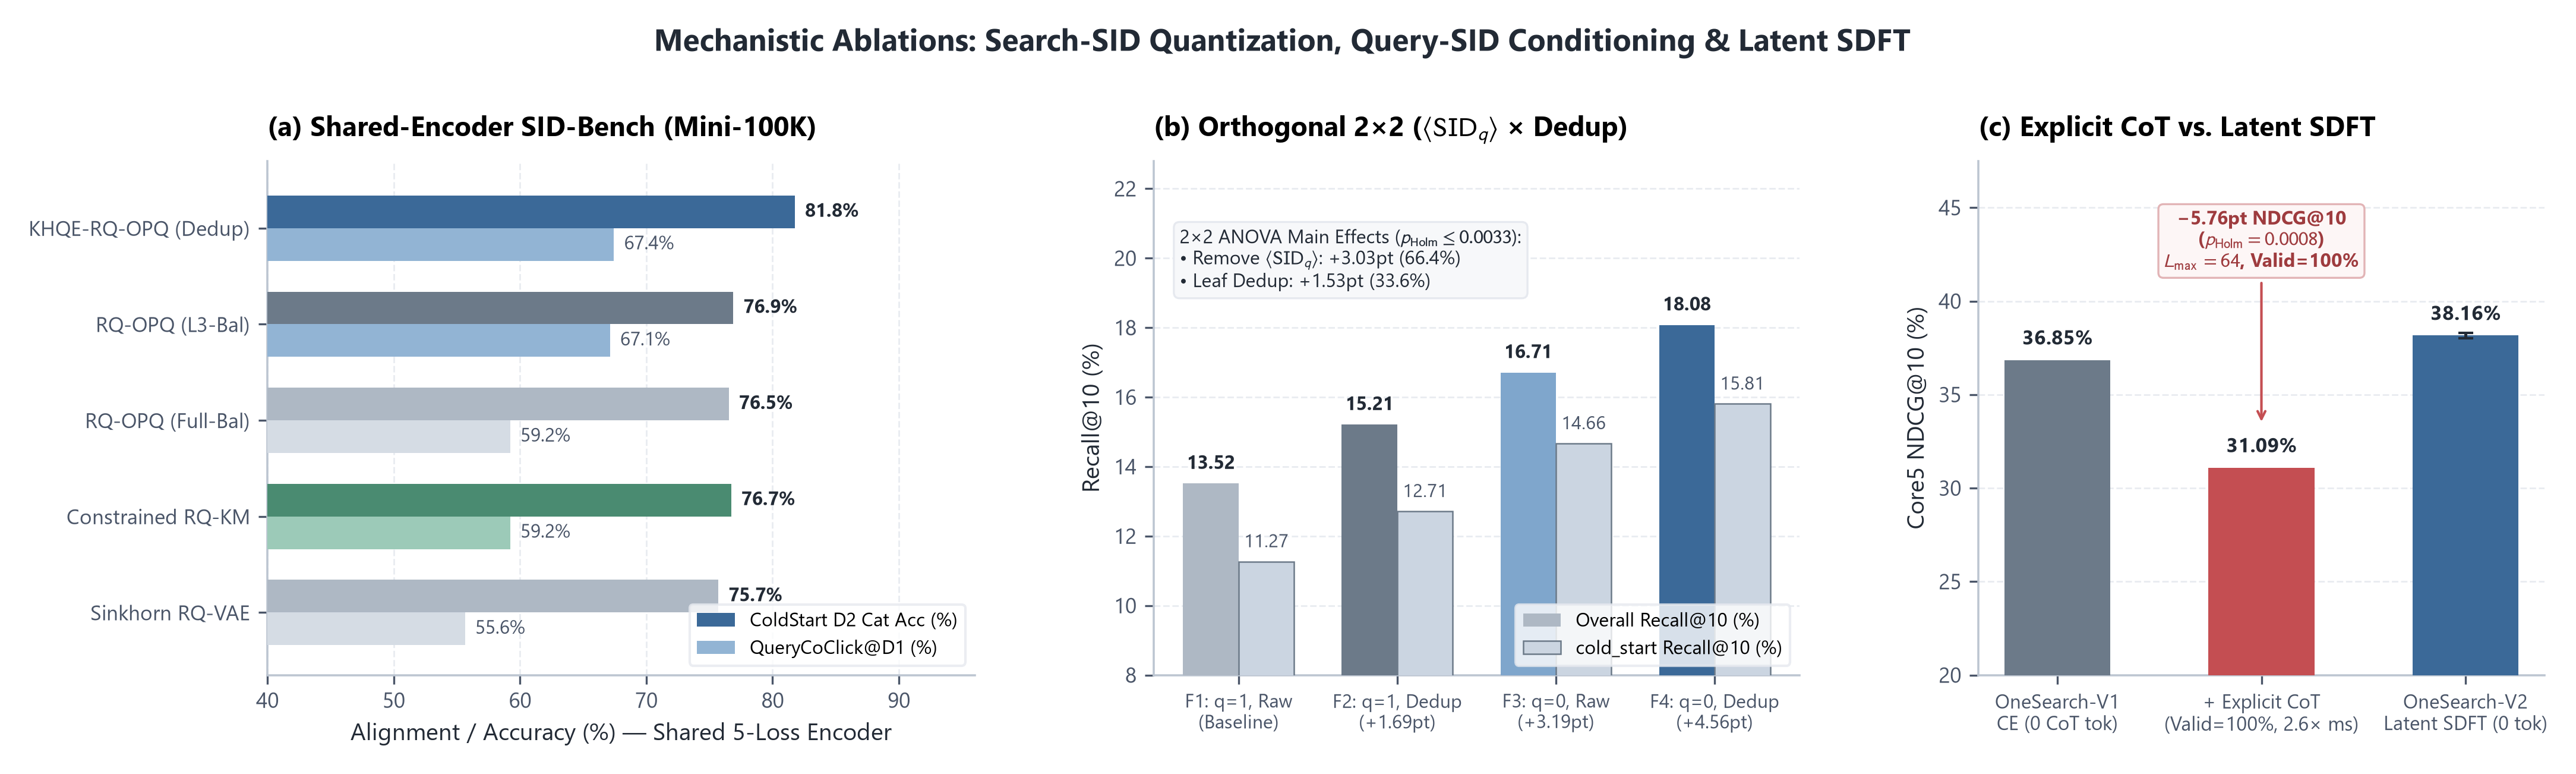 Mechanistic Ablations: Search-SID Quantization, Query-SID Conditioning & Latent SDFT
(a) Shared-Encoder SID-Bench (Mini-100K)
KHQE-RQ-OPQ (Dedup)
81.8%
67.4%
RQ-OPQ (L3-Bal)
76.9%
67.1%
RQ-OPQ (Full-Bal)
76.5%
59.2%
Constrained RQ-KM
76.7%
59.2%
Sinkhorn RQ-VAE
75.7%
55.6%
ColdStart D2 Cat Acc (%)
QueryCoClick@D1 (%)
40 50 60 70 80 90
Alignment / Accuracy (%) — Shared 5-Loss Encoder
(b) Orthogonal 2×2 (⟨SID_q⟩ × Dedup)
Recall@10 (%)
22
20
18
16
14
12
10
8
2×2 ANOVA Main Effects (p_Holm ≤ 0.0033):
• Remove ⟨SID_q⟩: +3.03pt (66.4%)
• Leaf Dedup: +1.53pt (33.6%)
13.52
11.27
15.21
12.71
16.71
14.66
18.08
15.81
Overall Recall@10 (%)
cold_start Recall@10 (%)
F1: q=1, Raw
(Baseline)
F2: q=1, Dedup
(+1.69pt)
F3: q=0, Raw
(+3.19pt)
F4: q=0, Dedup
(+4.56pt)
(c) Explicit CoT vs. Latent SDFT
Core5 NDCG@10 (%)
45
40
35
30
25
20
−5.76pt NDCG@10
(p_Holm = 0.0008)
L_max = 64, Valid=100%
36.85%
31.09%
38.16%
OneSearch-V1
CE (0 CoT tok)
+ Explicit CoT
(Valid=100%, 2.6× ms)
OneSearch-V2
Latent SDFT (0 tok)